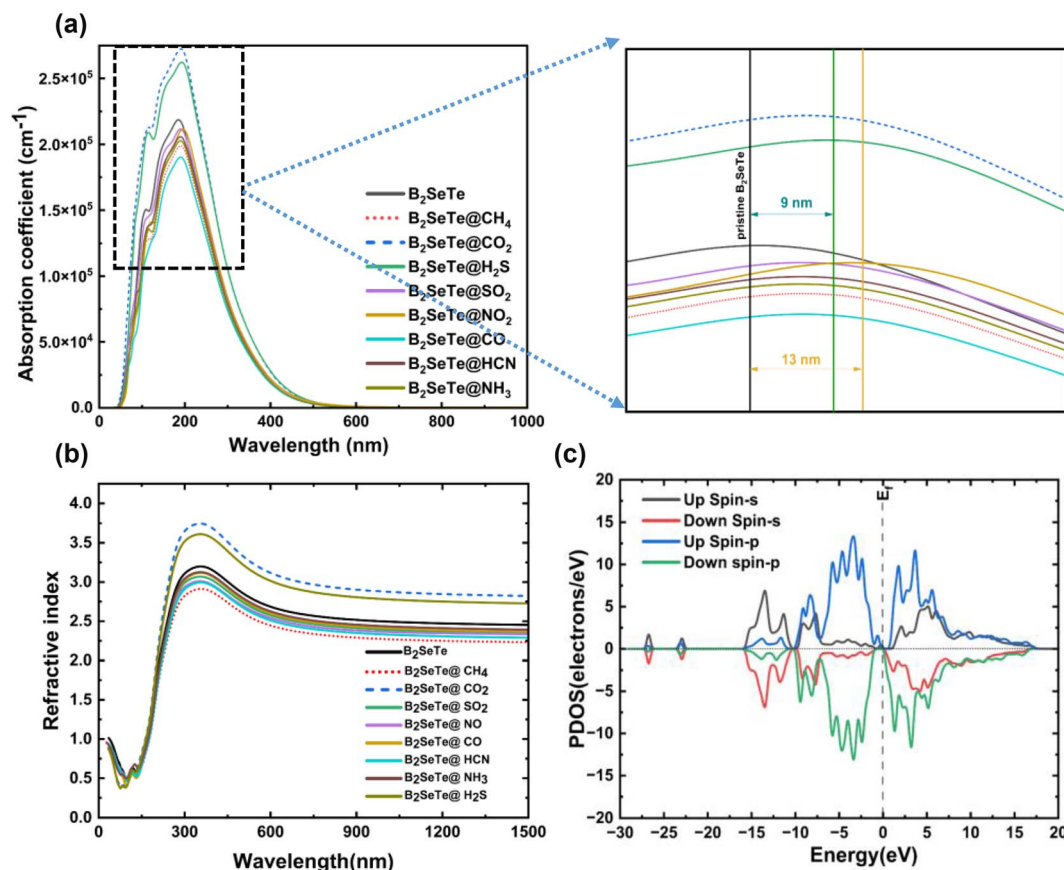 (a)
Absorption coefficient (cm⁻¹)
2.5×10⁵
2.0×10⁵
1.5×10⁵
1.0×10⁵
5.0×10⁴
0.0
0 200 400 600 800 1000
Wavelength (nm)
B₂SeTe
B₂SeTe@CH₄
B₂SeTe@CO₂
B₂SeTe@H₂S
B₂SeTe@SO₂
B₂SeTe@NO₂
B₂SeTe@CO
B₂SeTe@HCN
B₂SeTe@NH₃
pristine B₂SeTe
9 nm
13 nm
(b)
Refractive index
4.0
3.5
3.0
2.5
2.0
1.5
1.0
0.5
0.0
0 300 600 900 1200 1500
Wavelength(nm)
B₂SeTe
B₂SeTe@ CH₄
B₂SeTe@ CO₂
B₂SeTe@ SO₂
B₂SeTe@ NO
B₂SeTe@ CO
B₂SeTe@ HCN
B₂SeTe@ NH₃
B₂SeTe@ H₂S
(c)
PDOS(electrons/eV)
20
15
10
5
0
−5
−10
−15
−20
−30 −25 −20 −15 −10 −5 0 5 10 15 20
Energy(eV)
Up Spin-s
Down Spin-s
Up Spin-p
Down spin-p
E_f